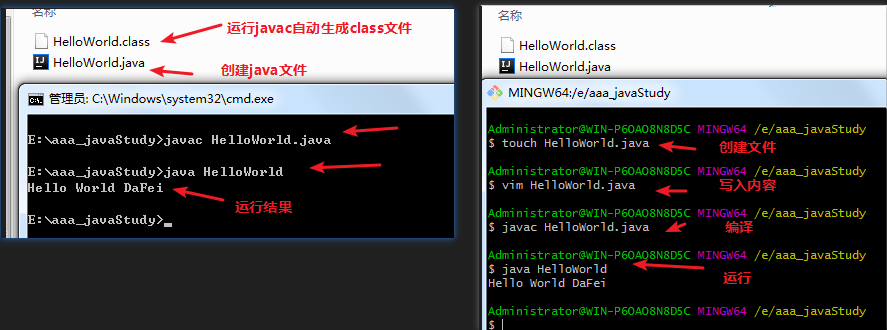 名称
HelloWorld.class
运行javac自动生成class文件
HelloWorld.java
创建java文件
管理员: C:\Windows\system32\cmd.exe
E:\aaa_javaStudy>javac HelloWorld.java
E:\aaa_javaStudy>java HelloWorld
Hello World DaFei
运行结果
E:\aaa_javaStudy>
名称
HelloWorld.class
HelloWorld.java
MINGW64:/e/aaa_javaStudy
Administrator@WIN-P6OAO8N8D5C MINGW64 /e/aaa_javaStudy
$ touch HelloWorld.java
创建文件
Administrator@WIN-P6OAO8N8D5C MINGW64 /e/aaa_javaStudy
$ vim HelloWorld.java
写入内容
Administrator@WIN-P6OAO8N8D5C MINGW64 /e/aaa_javaStudy
$ javac HelloWorld.java
编译
Administrator@WIN-P6OAO8N8D5C MINGW64 /e/aaa_javaStudy
$ java HelloWorld
运行
Hello World DaFei
Administrator@WIN-P6OAO8N8D5C MINGW64 /e/aaa_javaStudy
$